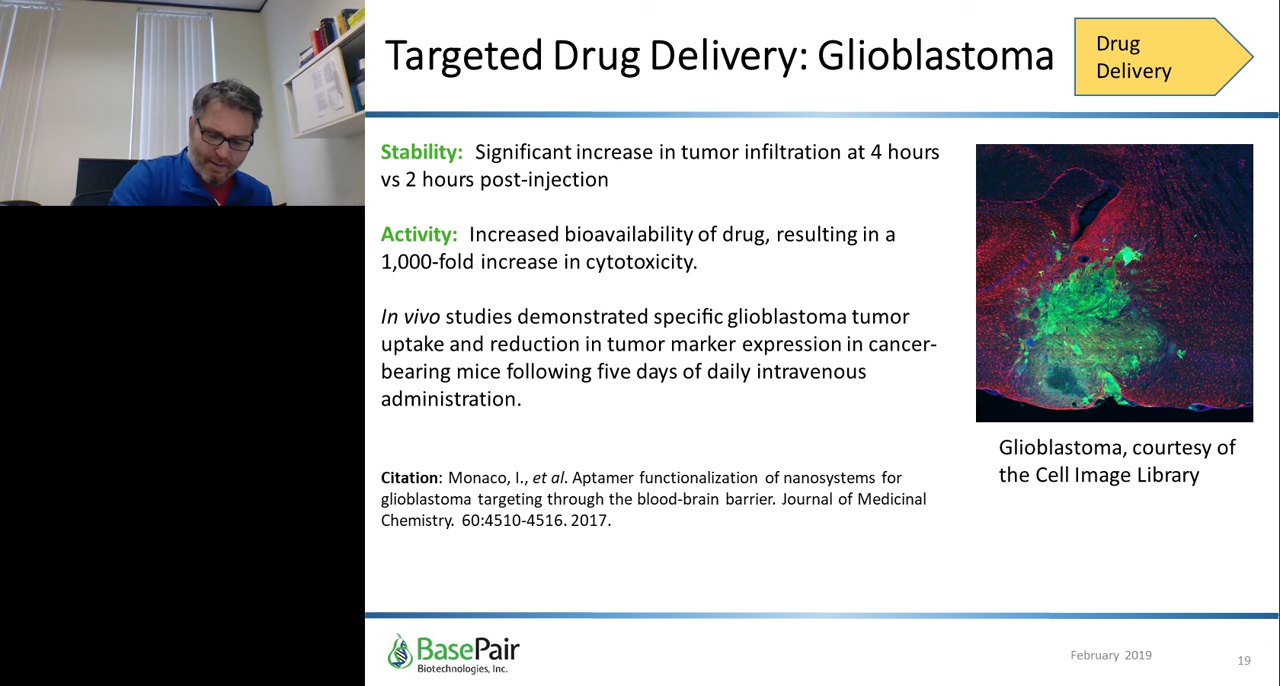 Targeted Drug Delivery: Glioblastoma
Drug
Delivery
Stability: Significant increase in tumor infiltration at 4 hours
vs 2 hours post-injection
Activity: Increased bioavailability of drug, resulting in a
1,000-fold increase in cytotoxicity.
In vivo studies demonstrated specific glioblastoma tumor
uptake and reduction in tumor marker expression in cancer-
bearing mice following five days of daily intravenous
administration.
Citation: Monaco, I., et al. Aptamer functionalization of nanosystems for
glioblastoma targeting through the blood-brain barrier. Journal of Medicinal
Chemistry. 60:4510-4516. 2017.
Glioblastoma, courtesy of
the Cell Image Library
BasePair
Biotechnologies, Inc.
February 2019
19